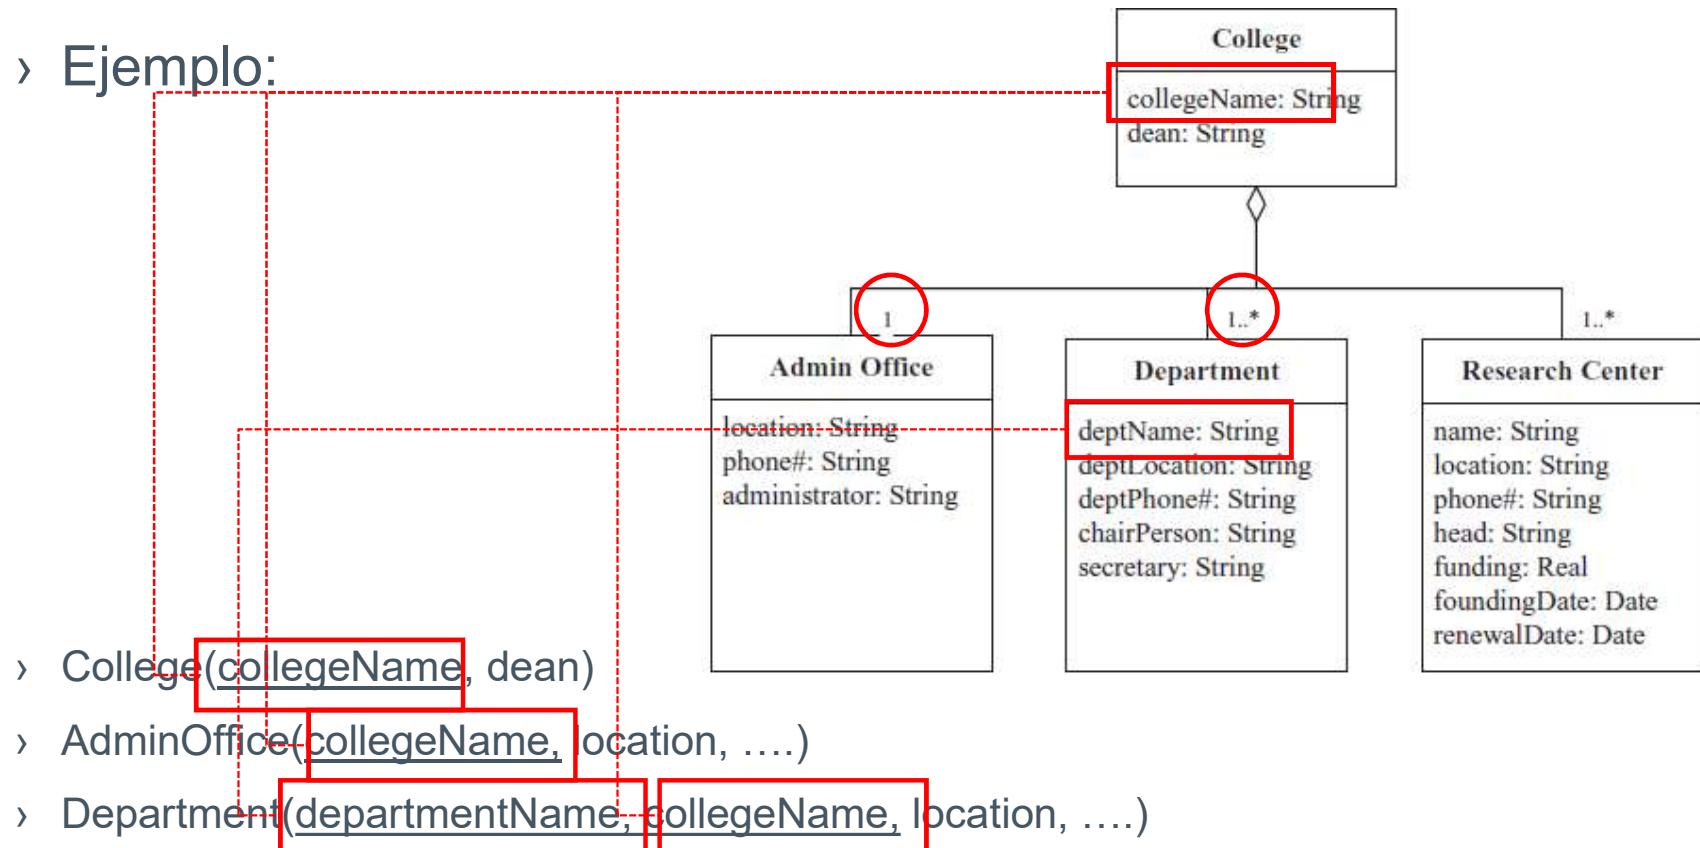 › Ejemplo:
College
collegeName: String
dean: String
1
1..*
1..*
Admin Office
location: String
phone#: String
administrator: String
Department
deptName: String
deptLocation: String
deptPhone#: String
chairPerson: String
secretary: String
Research Center
name: String
location: String
phone#: String
head: String
funding: Real
foundingDate: Date
renewalDate: Date
› College(collegeName, dean)
› AdminOffice(collegeName, location, ….)
› Department(departmentName, collegeName, location, ….)